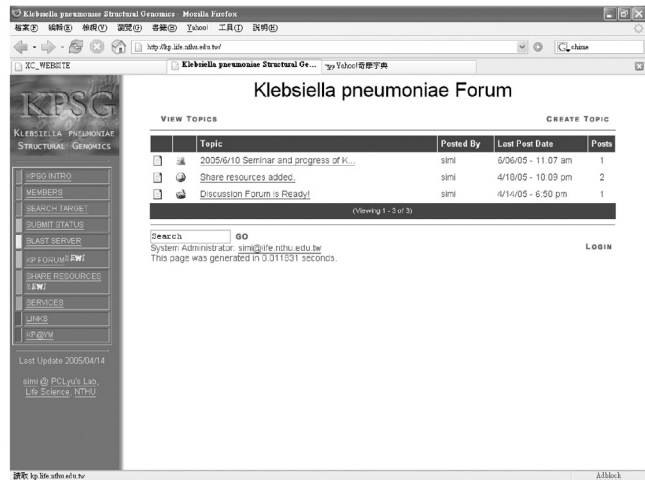 Klebsiella pneumoniae Structural Genomics - Mozilla Firefox
檔案(F) 編輯(E) 檢視(V) 瀏覽(G) 書籤(B) Yahoo! 工具(T) 說明(H)
http://kp.life.nthu.edu.tw/
chime
XC_WEBSITE
Klebsiella pneumoniae Structural Ge...
Yahoo!奇摩字典
KPSG
KLEBSIELLA PNEUMONIAE
STRUCTURAL GENOMICS
KPSG INTRO
MEMBERS
SEARCH TARGET
SUBMIT STATUS
BLAST SERVER
KP FORUM NEW!
SHARE RESOURCES
NEW!
SERVICES
LINKS
KP@YM
Last Update 2005/04/14
simi @ PCLyu's Lab,
Life Science, NTHU
Klebsiella pneumoniae Forum
VIEW TOPICS
CREATE TOPIC
Topic Posted By Last Post Date Posts
2005/6/10 Seminar and progress of K... simi 6/06/05 - 11:07 am 1
Share resources added. simi 4/18/05 - 10:09 pm 2
Discussion Forum is Ready! simi 4/14/05 - 6:50 pm 1
(Viewing 1 - 3 of 3)
Search GO
System Administrator: simi@life.nthu.edu.tw
LOGIN
This page was generated in 0.011831 seconds.
讀取 kp.life.nthu.edu.tw
Adblock